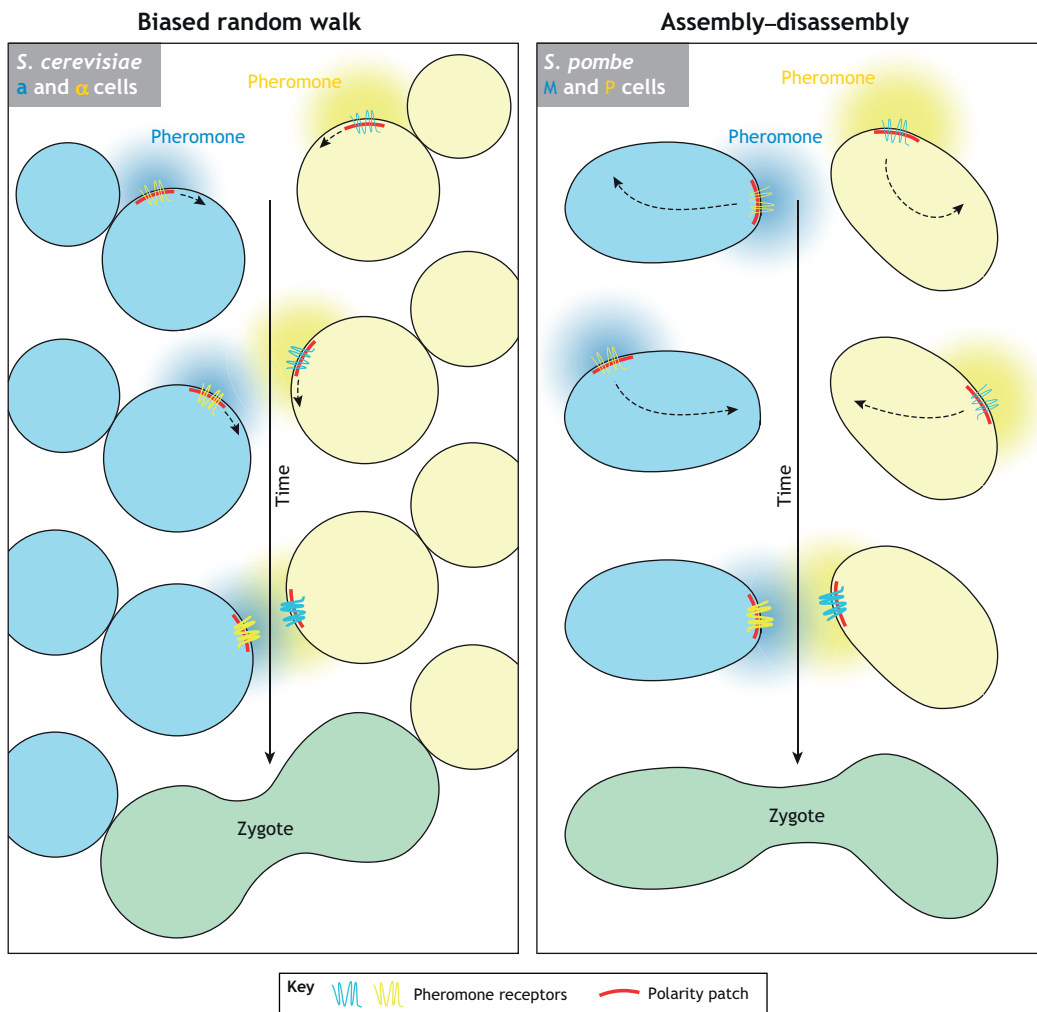 Biased random walk
S. cerevisiae
a and α cells
Pheromone
Pheromone
Time
Zygote
Assembly–disassembly
S. pombe
M and P cells
Pheromone
Pheromone
Time
Zygote
Key
Pheromone receptors
Polarity patch